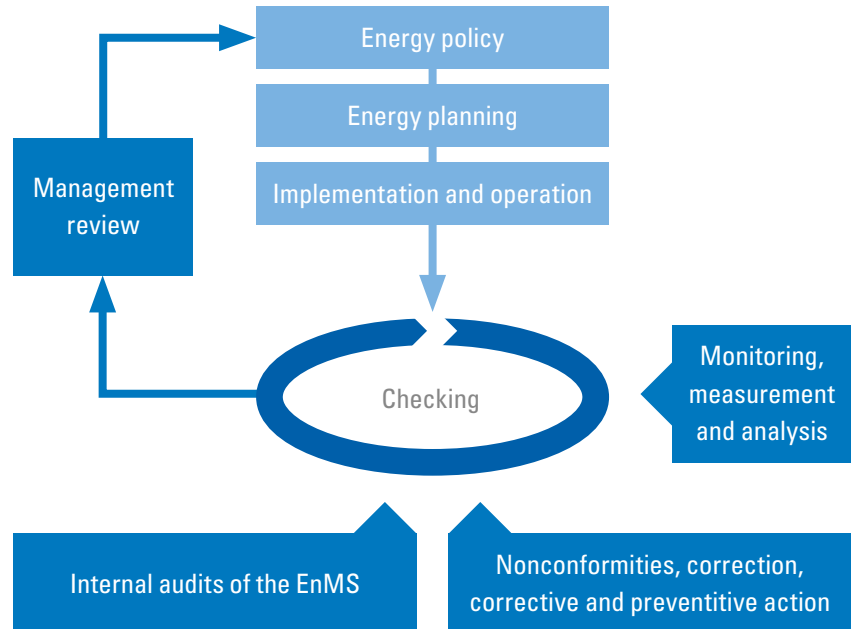 Energy policy
Energy planning
Implementation and operation
Management
review
Checking
Monitoring,
measurement
and analysis
Internal audits of the EnMS
Nonconformities, correction,
corrective and preventitive action